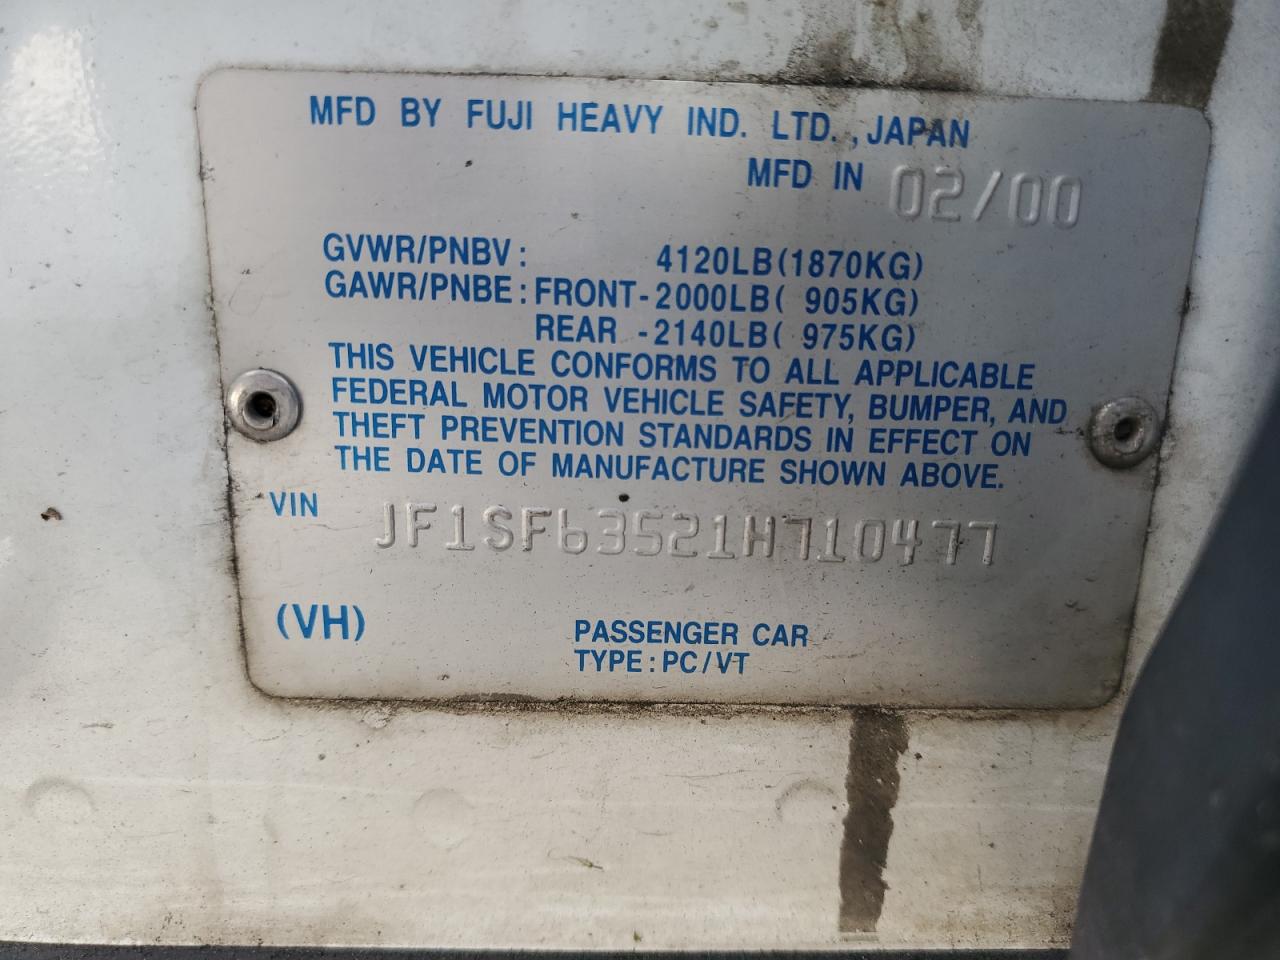 MFD BY FUJI HEAVY IND. LTD., JAPAN
MFD IN 02/00
GVWR/PNBV: 4120LB(1870KG)
GAWR/PNBE: FRONT-2000LB( 905KG)
REAR -2140LB( 975KG)
THIS VEHICLE CONFORMS TO ALL APPLICABLE
FEDERAL MOTOR VEHICLE SAFETY, BUMPER, AND
THEFT PREVENTION STANDARDS IN EFFECT ON
THE DATE OF MANUFACTURE SHOWN ABOVE.
VIN JF1SF63521H710477
(VH) PASSENGER CAR
TYPE: PC/VT